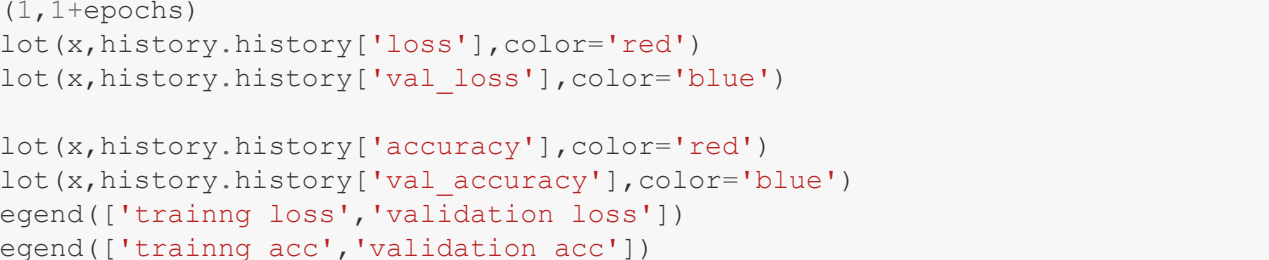 (1,1+epochs)
lot(x,history.history['loss'],color='red')
lot(x,history.history['val_loss'],color='blue')
lot(x,history.history['accuracy'],color='red')
lot(x,history.history['val_accuracy'],color='blue')
egend(['trainng loss','validation loss'])
egend(['trainng acc','validation acc'])